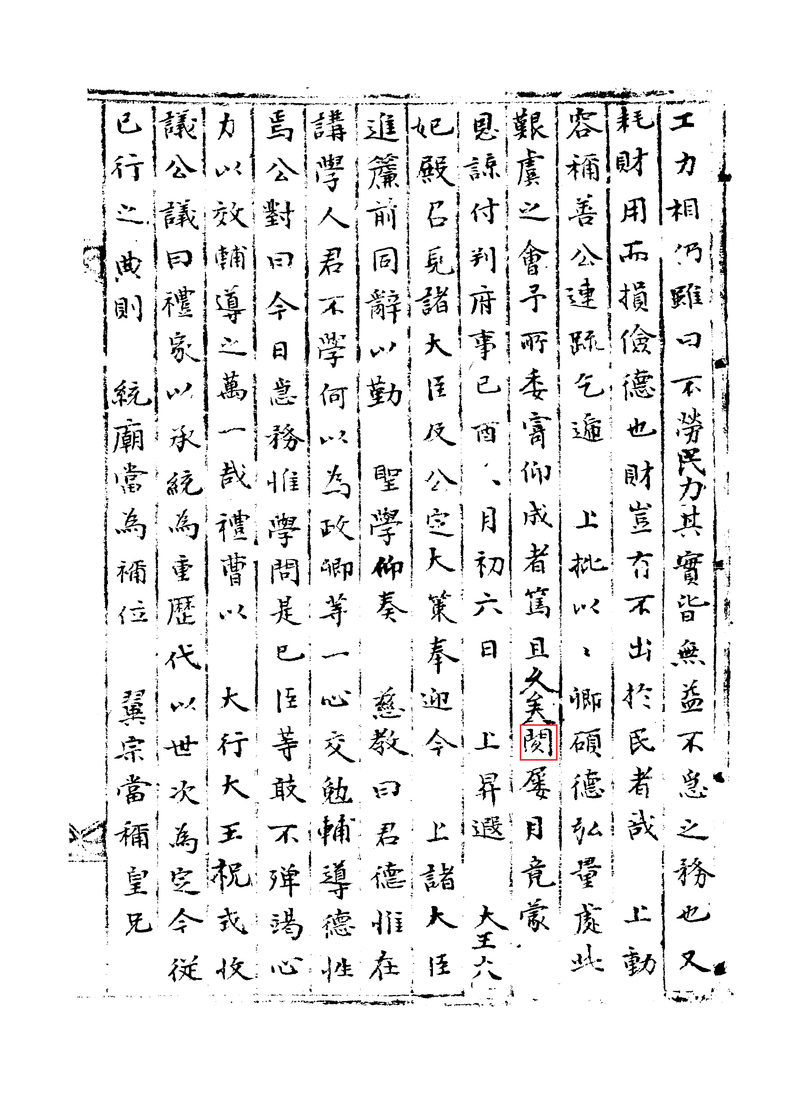 工力相仍雖曰不勞民力其實皆無益不急之務也又
耗財用而損儉德也財豈有不出於民者哉 上動
容稱善公連疏乞遞 上批以〻卿碩德弘量處此
艱虞之會予所委寄仰成者篤且久矣閱屢月竟蒙
恩諒付判府事己酉八月初六日 上昇遐 大王大
妃殿召見諸大臣及公定大策奉迎今 上諸大臣
進簾前同辭以勤 聖學仰奏 慈敎曰君德惟在
講學人君不學何以為政卿等一心交勉輔導德性
焉公對曰今日急務惟學問是已臣等敢不殫竭心
力以效輔導之萬一哉禮曹以 大行大王祝式收
議公議曰禮家以承統為重歷代以世次為定今從
已行之典則 統廟當為禰位 翼宗當稱皇兄